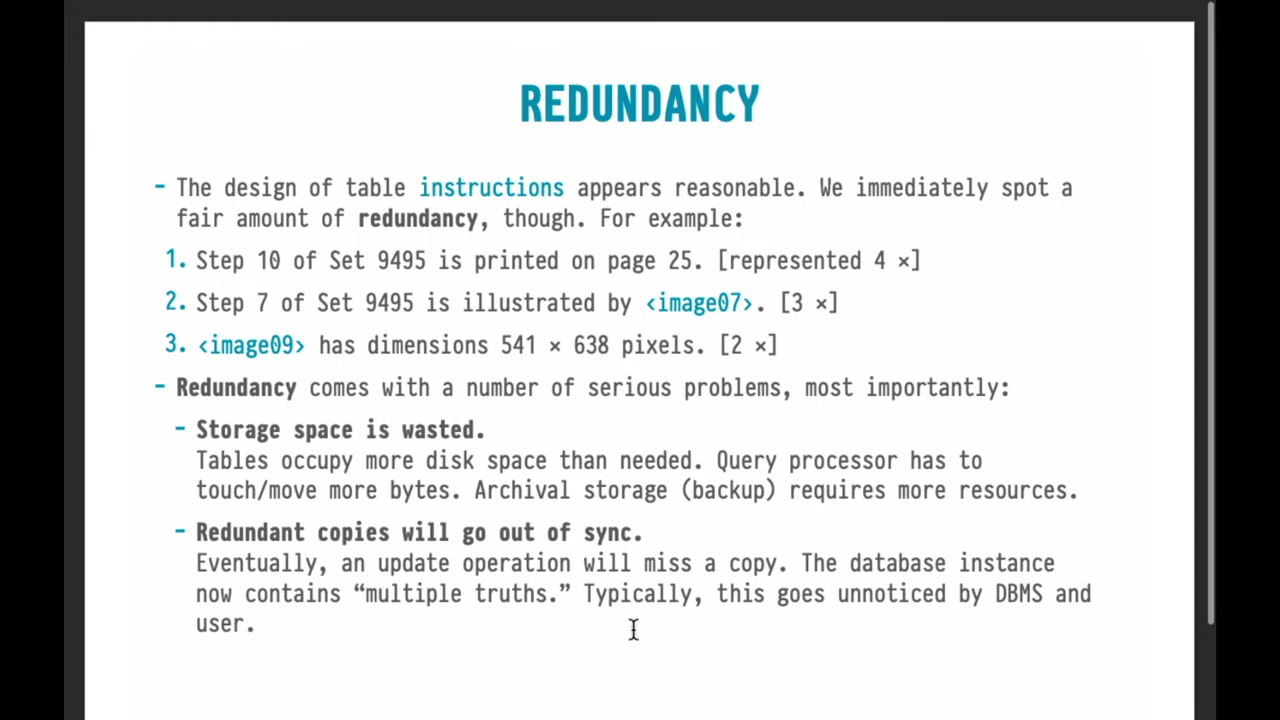 REDUNDANCY
- The design of table instructions appears reasonable. We immediately spot a
fair amount of redundancy, though. For example:
1. Step 10 of Set 9495 is printed on page 25. [represented 4 ×]
2. Step 7 of Set 9495 is illustrated by <image07>. [3 ×]
3. <image09> has dimensions 541 × 638 pixels. [2 ×]
- Redundancy comes with a number of serious problems, most importantly:
- Storage space is wasted.
Tables occupy more disk space than needed. Query processor has to
touch/move more bytes. Archival storage (backup) requires more resources.
- Redundant copies will go out of sync.
Eventually, an update operation will miss a copy. The database instance
now contains “multiple truths.” Typically, this goes unnoticed by DBMS and
user.